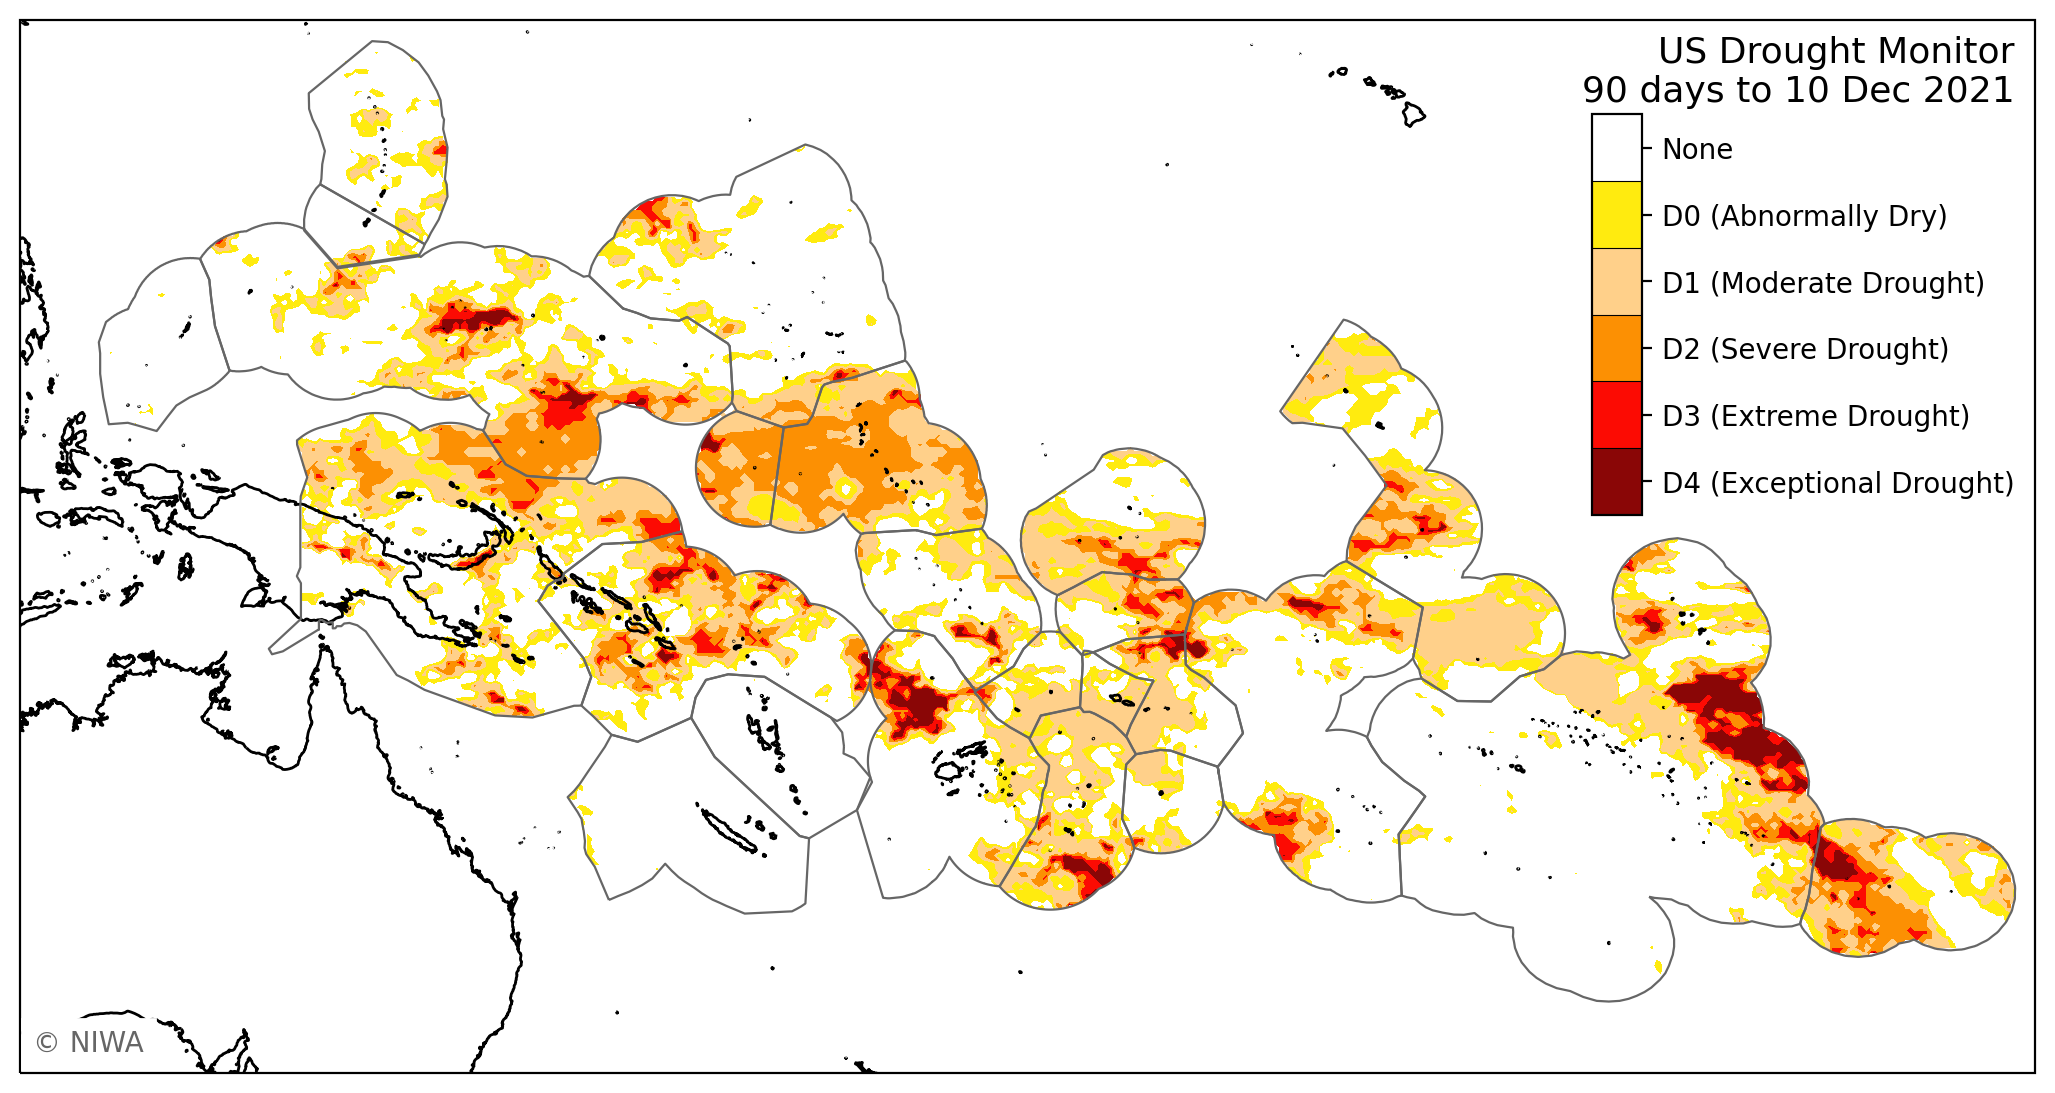 US Drought Monitor
90 days to 10 Dec 2021
None
D0 (Abnormally Dry)
D1 (Moderate Drought)
D2 (Severe Drought)
D3 (Extreme Drought)
D4 (Exceptional Drought)
© NIWA